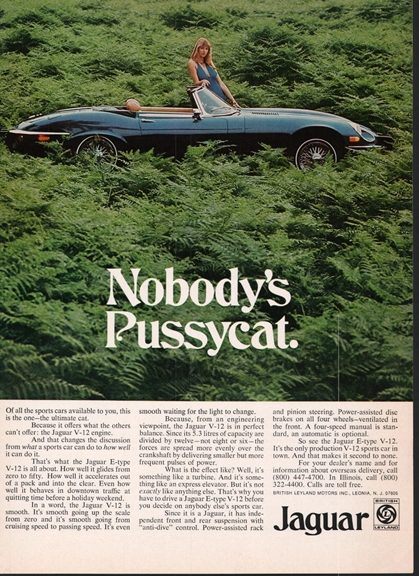 Nobody's
Pussycat.
Of all the sports cars available to you, this
is the one—the ultimate cat.
Because it offers what the others
can't offer: the Jaguar V-12 engine.
And that changes the discussion
from what a sports car can do to how well
it can do it.
That's what the Jaguar E-type
V-12 is all about. How well it glides from
zero to fifty. How well it accelerates out
of a pack and into the clear. Even how
well it behaves in downtown traffic at
quitting time before a holiday weekend.
In a word, the Jaguar V-12 is
smooth. It's smooth going up the scale
from zero and it's smooth going from
cruising speed to passing speed. It's even
smooth waiting for the light to change.
Because, from an engineering
viewpoint, the Jaguar V-12 is in perfect
balance. Since its 5.3 litres of capacity are
divided by twelve—not eight or six—the
forces are spread more evenly over the
crankshaft by delivering smaller but more
frequent pulses of power.
What is the effect like? Well, it's
something like a turbine. And it's some-
thing like an express elevator. But it's not
exactly like anything else. That's why you
have to drive a Jaguar E-type V-12 before
you decide on anybody else's sports car.
Since it is a Jaguar, it has inde-
pendent front and rear suspension with
"anti-dive" control. Power-assisted rack
and pinion steering. Power-assisted disc
brakes on all four wheels—ventilated in
the front. A four-speed manual is stan-
dard, an automatic is optional.
So see the Jaguar E-type V-12.
It's the only production V-12 sports car in
town. And that makes it second to none.
For your dealer's name and for
information about overseas delivery, call
(800) 447-4700. In Illinois, call (800)
322-4400. Calls are toll free.
BRITISH LEYLAND MOTORS INC., LEONIA, N. J. 07605
Jaguar
BRITISH
LEYLAND